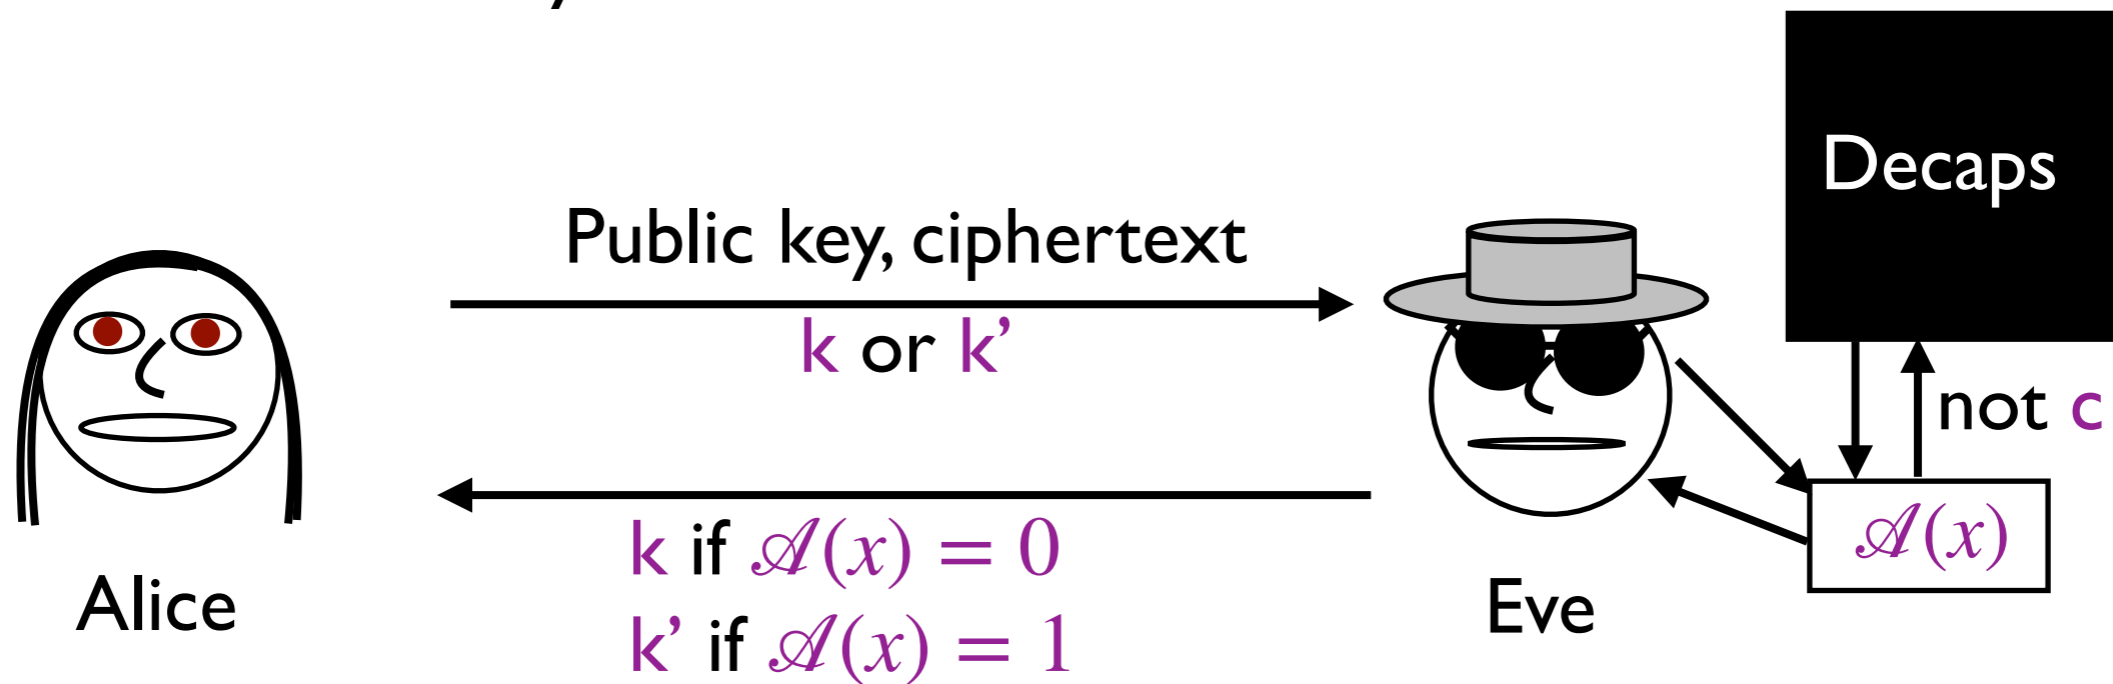 Decaps
Public key, ciphertext
k or k’
not c
𝒜(x)
k if 𝒜(x) = 0
k’ if 𝒜(x) = 1
Alice
Eve